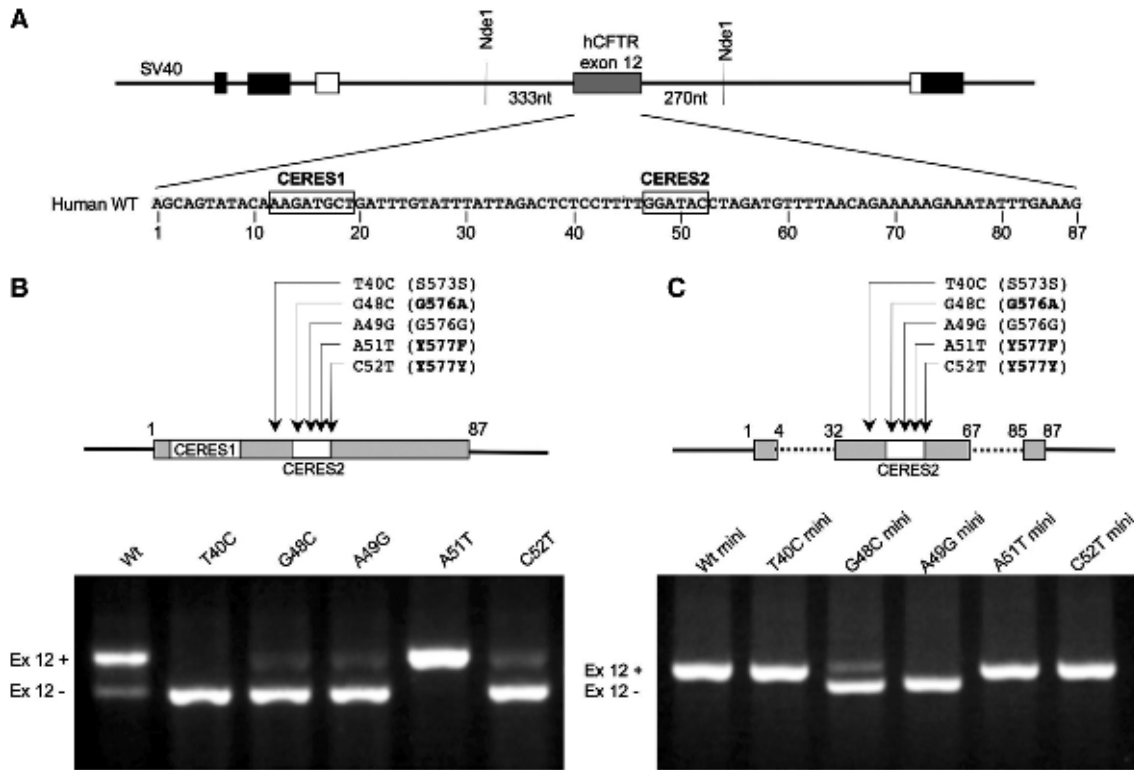 A
SV40
Nde1
hCFTR
exon 12
Nde1
333nt
270nt
CERES1
CERES2
Human WT AGCAGTATACAAAGATGCTGATTTGTATTTATTAGACTCTCCTTTTGGATACCTAGATGTTTTAACAGAAAAAGAAATATTTGAAAG
1 10 20 30 40 50 60 70 80 87
B
T40C (S573S)
G48C (G576A)
A49G (G576G)
A51T (Y577F)
C52T (Y577Y)
1 87
CERES1
CERES2
Wt T40C G48C A49G A51T C52T
Ex 12 +
Ex 12 -
C
T40C (S573S)
G48C (G576A)
A49G (G576G)
A51T (Y577F)
C52T (Y577Y)
1 4 32 67 85 87
CERES2
Wt mini T40C mini G48C mini A49G mini A51T mini C52T mini
Ex 12 +
Ex 12 -